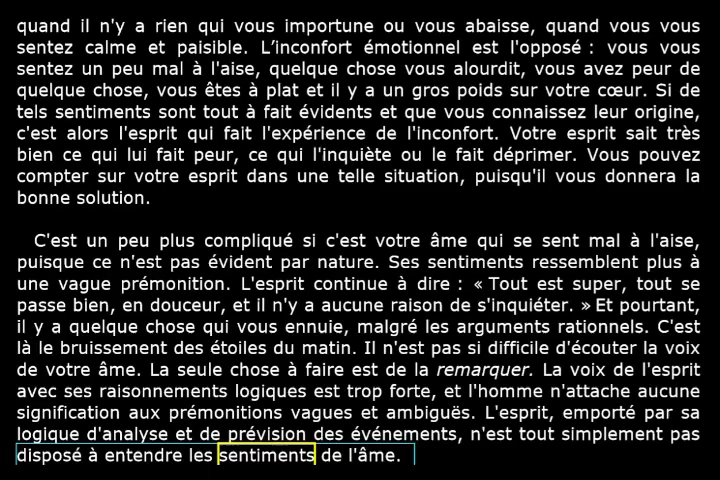 quand il n'y a rien qui vous importune ou vous abaisse, quand vous vous
sentez calme et paisible. L’inconfort émotionnel est l'opposé : vous vous
sentez un peu mal à l'aise, quelque chose vous alourdit, vous avez peur de
quelque chose, vous êtes à plat et il y a un gros poids sur votre cœur. Si de
tels sentiments sont tout à fait évidents et que vous connaissez leur origine,
c'est alors l'esprit qui fait l'expérience de l'inconfort. Votre esprit sait très
bien ce qui lui fait peur, ce qui l'inquiète ou le fait déprimer. Vous pouvez
compter sur votre esprit dans une telle situation, puisqu'il vous donnera la
bonne solution.
C'est un peu plus compliqué si c'est votre âme qui se sent mal à l'aise,
puisque ce n'est pas évident par nature. Ses sentiments ressemblent plus à
une vague prémonition. L'esprit continue à dire : « Tout est super, tout se
passe bien, en douceur, et il n'y a aucune raison de s'inquiéter. » Et pourtant,
il y a quelque chose qui vous ennuie, malgré les arguments rationnels. C'est
là le bruissement des étoiles du matin. Il n'est pas si difficile d'écouter la voix
de votre âme. La seule chose à faire est de la remarquer. La voix de l'esprit
avec ses raisonnements logiques est trop forte, et l'homme n'attache aucune
signification aux prémonitions vagues et ambiguës. L'esprit, emporté par sa
logique d'analyse et de prévision des événements, n'est tout simplement pas
disposé à entendre les sentiments de l'âme.